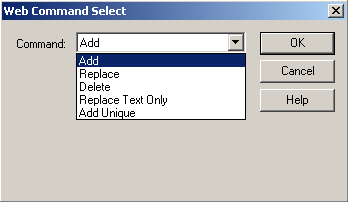 Web Command Select
Command: Add OK
Add
Replace Cancel
Delete
Replace Text Only Help
Add Unique